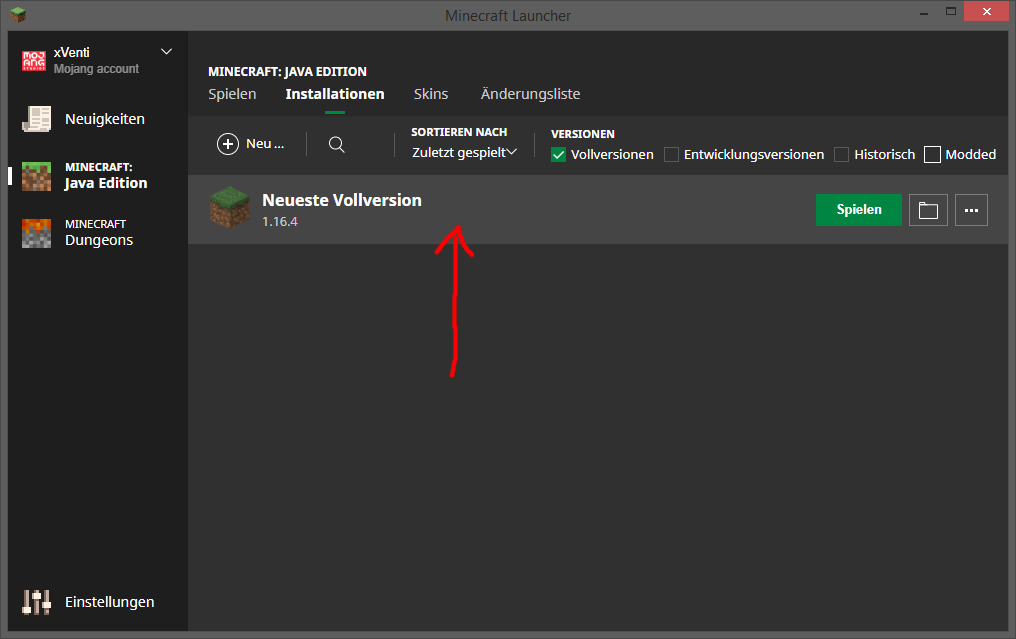 Minecraft Launcher
MOJANG STUDIOS
xVenti
Mojang account
Neuigkeiten
MINECRAFT:
Java Edition
MINECRAFT
Dungeons
Einstellungen
MINECRAFT: JAVA EDITION
Spielen Installationen Skins Änderungsliste
Neu ...
SORTIEREN NACH
Zuletzt gespielt
VERSIONEN
Vollversionen Entwicklungsversionen Historisch Modded
Neueste Vollversion
1.16.4
Spielen